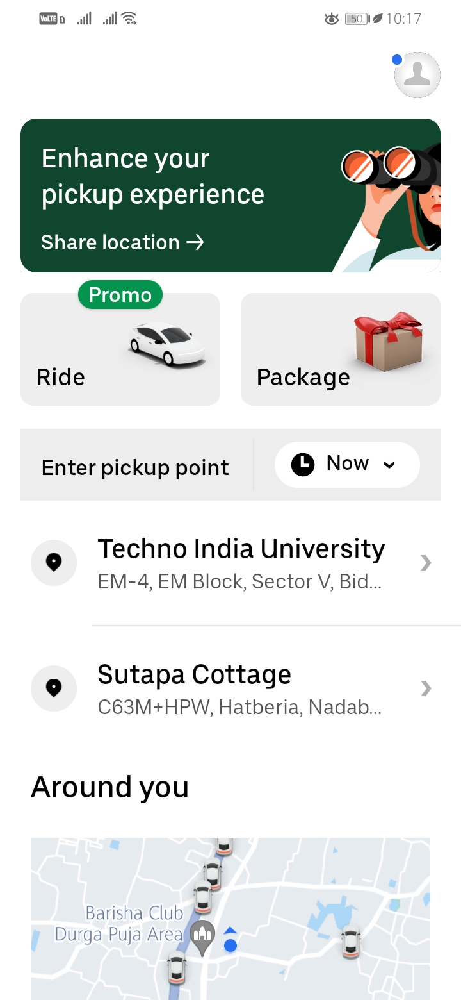 VoLTE 1 50 10:17
Enhance your
pickup experience
Share location →
Promo
Ride
Package
Enter pickup point
Now
Techno India University
EM-4, EM Block, Sector V, Bid...
Sutapa Cottage
C63M+HPW, Hatberia, Nadab...
Around you
Barisha Club
Durga Puja Area